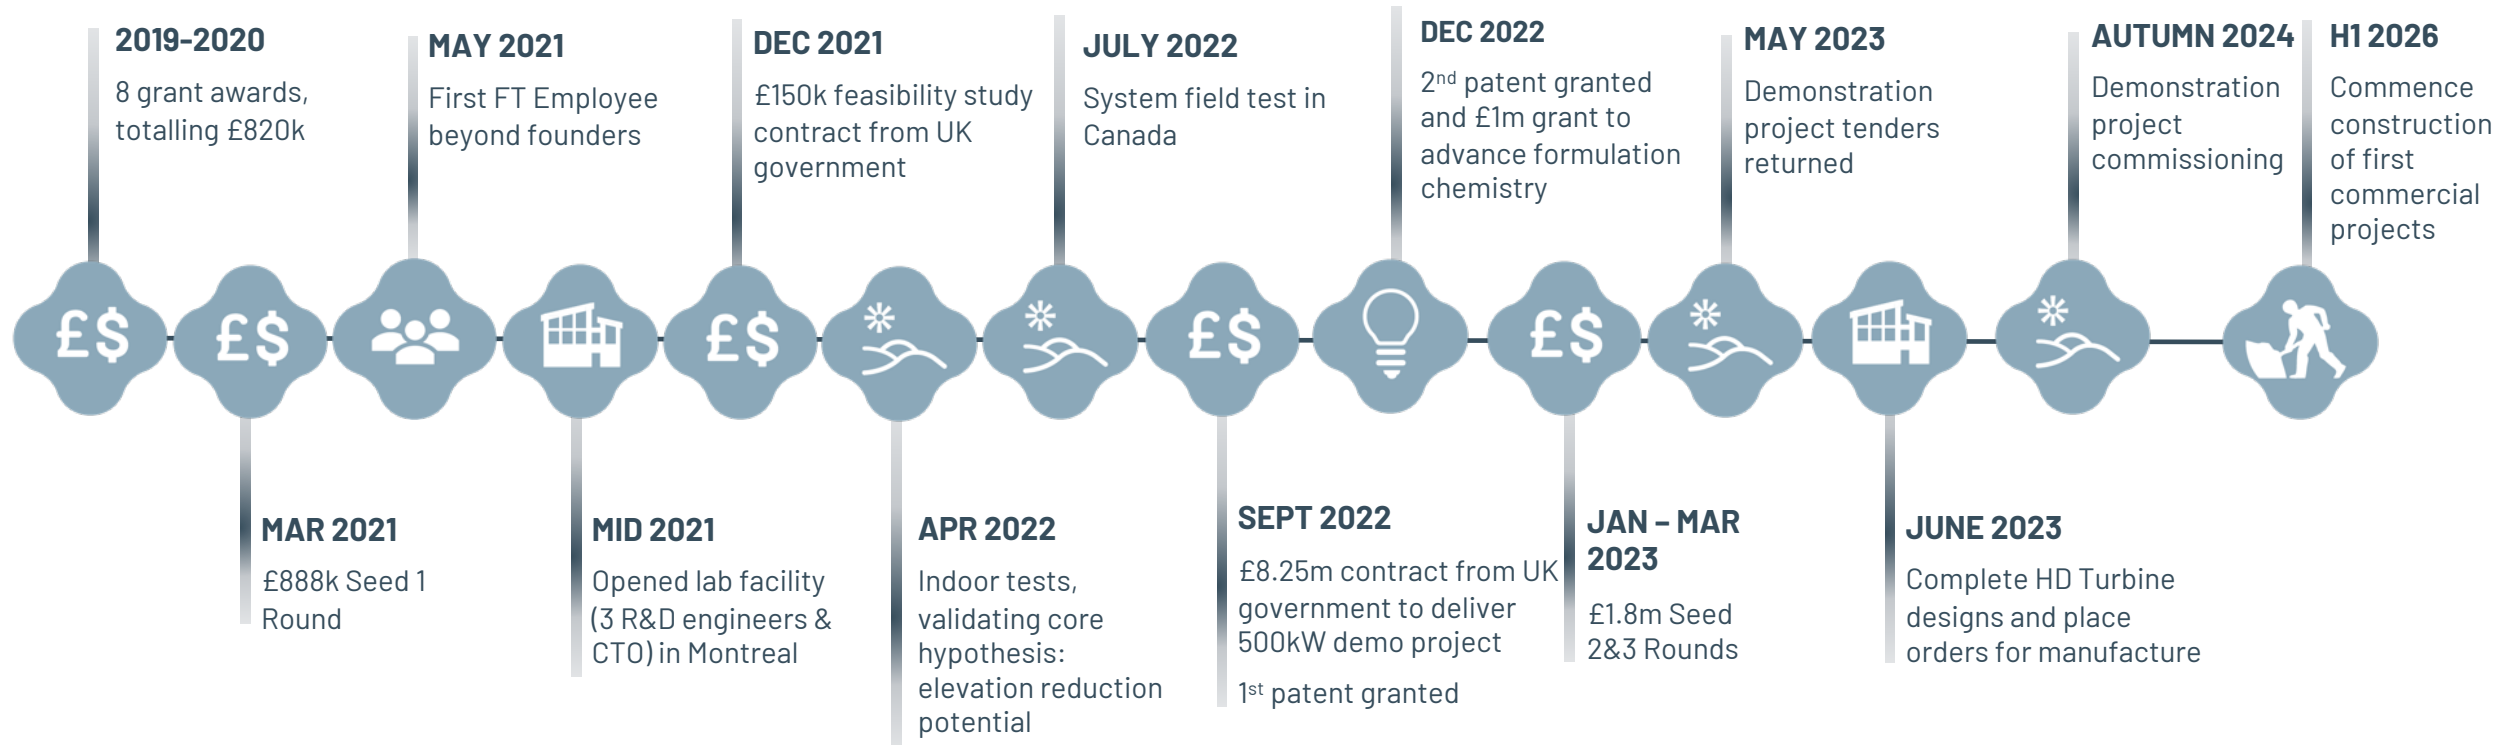 2019-2020
8 grant awards,
totalling £820k
£$
MAR 2021
£888k Seed 1
Round
£$
MAY 2021
First FT Employee
beyond founders
MID 2021
Opened lab facility
(3 R&D engineers &
CTO) in Montreal
DEC 2021
£150k feasibility study
contract from UK
government
£$
APR 2022
Indoor tests,
validating core
hypothesis:
elevation reduction
potential
JULY 2022
System field test in
Canada
SEPT 2022
£8.25m contract from UK
government to deliver
500kW demo project
1st patent granted
£$
DEC 2022
2nd patent granted
and £1m grant to
advance formulation
chemistry
JAN – MAR
2023
£1.8m Seed
2&3 Rounds
£$
MAY 2023
Demonstration
project tenders
returned
JUNE 2023
Complete HD Turbine
designs and place
orders for manufacture
AUTUMN 2024
Demonstration
project
commissioning
H1 2026
Commence
construction
of first
commercial
projects